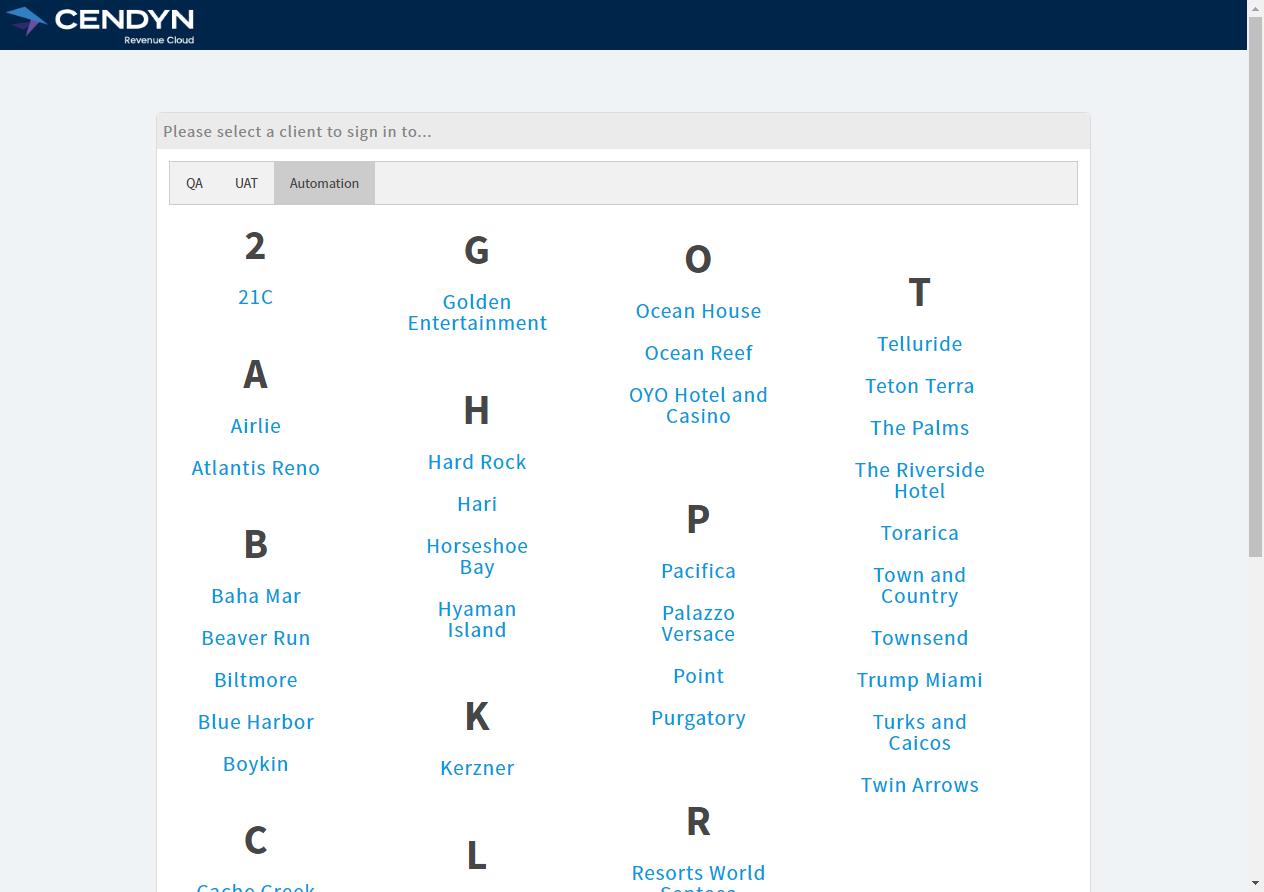 CENDYN
Revenue Cloud
Please select a client to sign in to...
QA
UAT
Automation
2
21C
A
Airlie
Atlantis Reno
B
Baha Mar
Beaver Run
Biltmore
Blue Harbor
Boykin
C
Cache Creek
G
Golden
Entertainment
H
Hard Rock
Hari
Horseshoe
Bay
Hyaman
Island
K
Kerzner
L
O
Ocean House
Ocean Reef
OYO Hotel and
Casino
P
Pacifica
Palazzo
Versace
Point
Purgatory
R
Resorts World
Sentosa
T
Telluride
Teton Terra
The Palms
The Riverside
Hotel
Torarica
Town and
Country
Townsend
Trump Miami
Turks and
Caicos
Twin Arrows